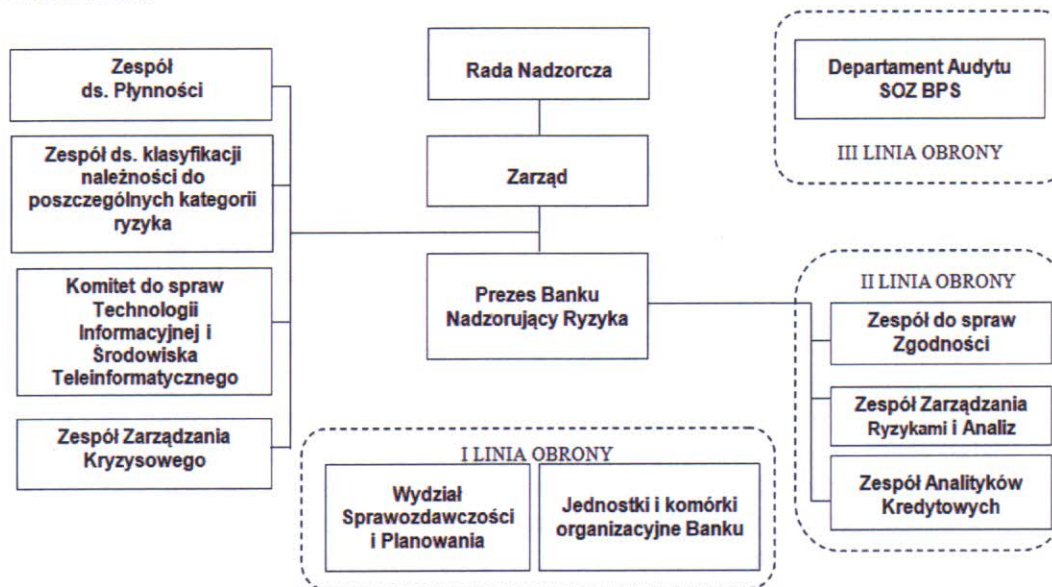 Zespół
ds. Płynności
Zespół ds. klasyfikacji
należności do
poszczególnych kategorii
ryzyka
Komitet do spraw
Technologii
Informacyjnej i
Środowiska
Teleinformatycznego
Zespół Zarządzania
Kryzysowego
Rada Nadzorcza
Zarząd
Prezes Banku
Nadzorujący Ryzyka
I LINIA OBRONY
Wydział
Sprawozdawczości
i Planowania
Jednostki i komórki
organizacyjne Banku
Departament Audytu
SOZ BPS
III LINIA OBRONY
II LINIA OBRONY
Zespół do spraw
Zgodności
Zespół Zarządzania
Ryzykami i Analiz
Zespół Analityków
Kredytowych